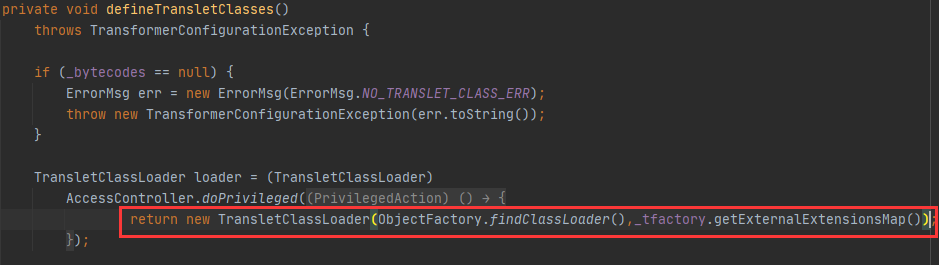 private void defineTransletClasses()
throws TransformerConfigurationException {
if (_bytecodes == null) {
ErrorMsg err = new ErrorMsg(ErrorMsg.NO_TRANSLET_CLASS_ERR);
throw new TransformerConfigurationException(err.toString());
}
TransletClassLoader loader = (TransletClassLoader)
AccessController.doPrivileged((PrivilegedAction) () → {
return new TransletClassLoader(ObjectFactory.findClassLoader(),_tfactory.getExternalExtensionsMap());
});